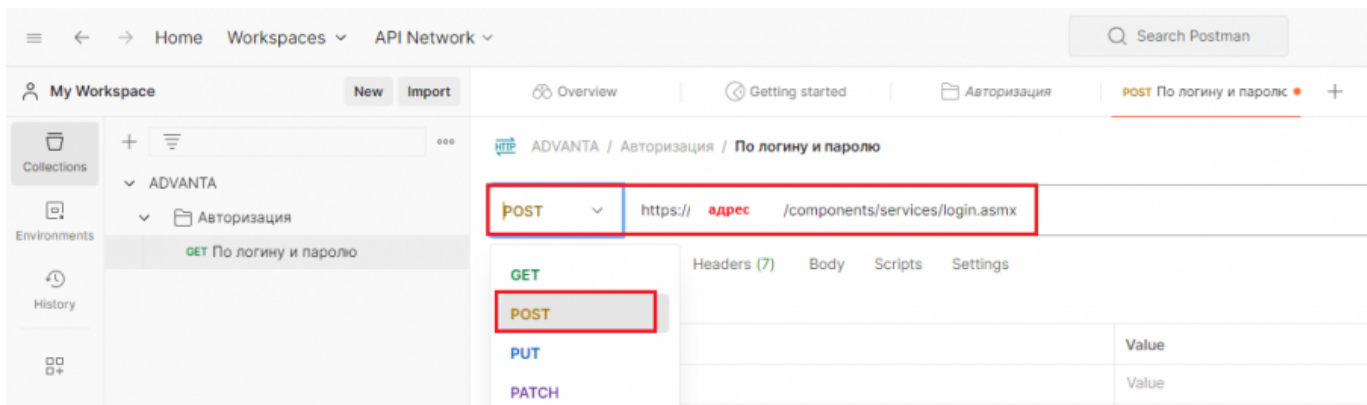 Home Workspaces API Network Search Postman
My Workspace New Import Overview Getting started Авторизация POST По логину и паролю
Collections
ADVANTA / Авторизация / По логину и паролю
ADVANTA
Авторизация
POST https:// адрес /components/services/login.asmx
Environments
GET По логину и паролю
Headers (7) Body Scripts Settings
GET
History
POST
PUT
Value
PATCH
Value